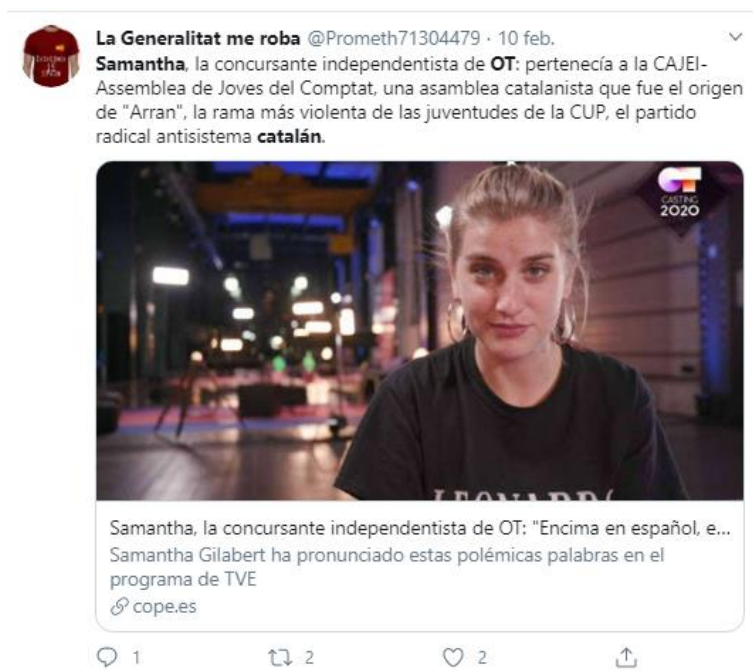 La Generalitat me roba @Prometh71304479 · 10 feb.
Samantha, la concursante independentista de OT: pertenecía a la CAJEI-
Assemblea de Joves del Comptat, una asamblea catalanista que fue el origen
de "Arran", la rama más violenta de las juventudes de la CUP, el partido
radical antisistema catalán.
OT
CASTING
2020
Samantha, la concursante independentista de OT: "Encima en español, e...
Samantha Gilabert ha pronunciado estas polémicas palabras en el
programa de TVE
cope.es
1 2 2